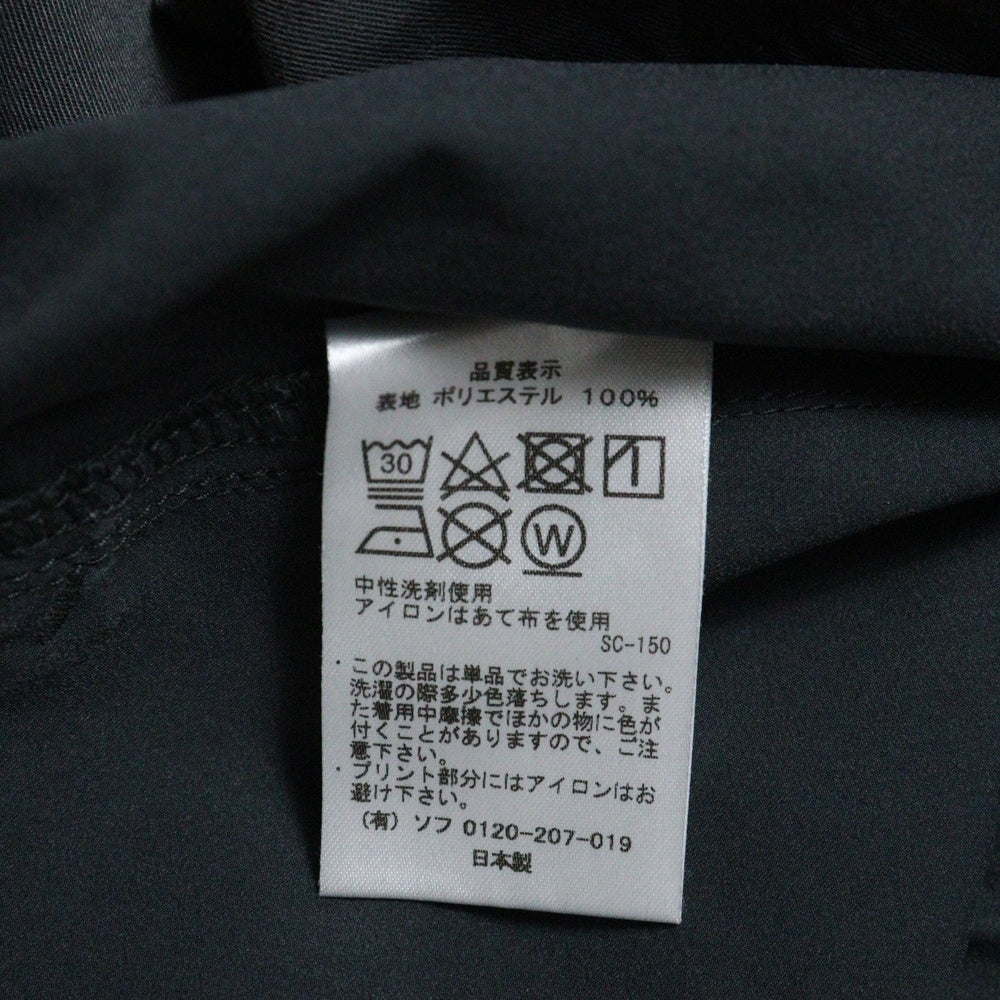 品質表示
表地 ポリエステル 100%
30
W
中性洗剤使用
アイロンはあて布を使用
SC-150
・この製品は単品でお洗い下さい。
洗濯の際多少色落ちします。ま
た着用中摩擦でほかの物に色が
付くことがありますので、ご注
意下さい。
・プリント部分にはアイロンはお
避け下さい。
(有) ソフ 0120-207-019
日本製